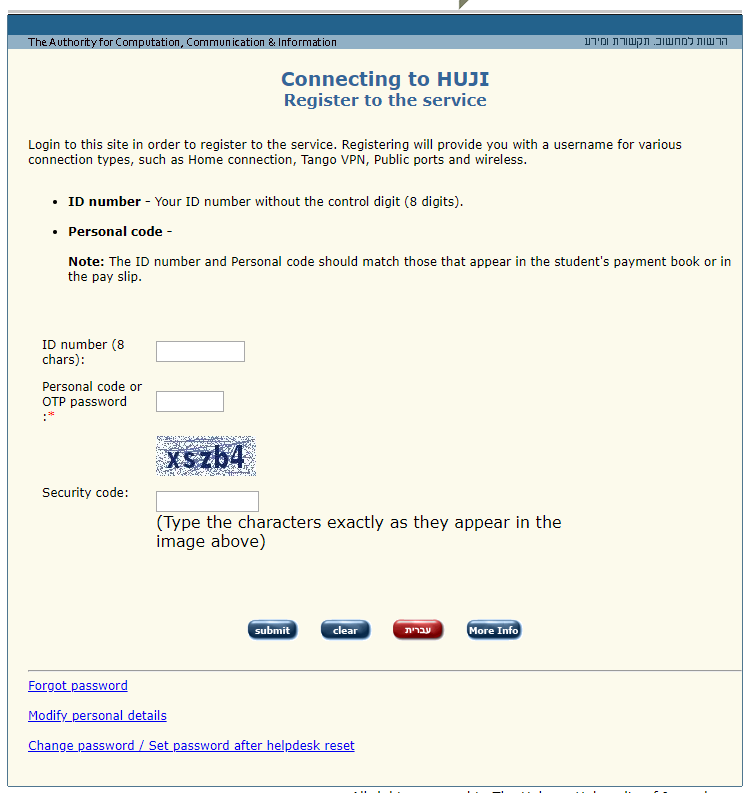 The Authority for Computation, Communication & Information
הרשות למחשוב, תקשורת ומידע
Connecting to HUJI
Register to the service
Login to this site in order to register to the service. Registering will provide you with a username for various
connection types, such as Home connection, Tango VPN, Public ports and wireless.
• ID number - Your ID number without the control digit (8 digits).
• Personal code -
Note: The ID number and Personal code should match those that appear in the student's payment book or in
the pay slip.
ID number (8
chars):
Personal code or
OTP password
:*
xszb4
Security code:
(Type the characters exactly as they appear in the
image above)
submit clear עברית More Info
Forgot password
Modify personal details
Change password / Set password after helpdesk reset